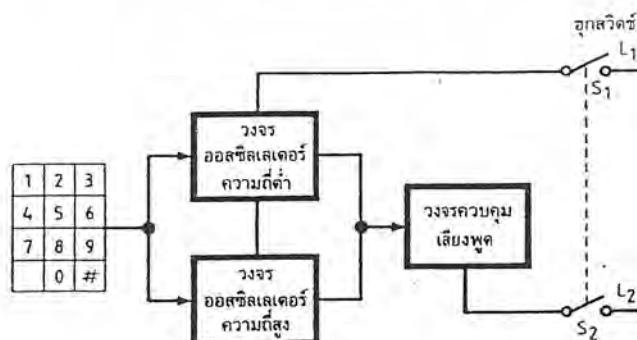 ฮุกสวิตช์
L1
S1
วงจร
ออสซิลเลเตอร์
ความถี่ต่ำ
1 2 3
4 5 6
7 8 9
0 #
วงจรควบคุม
เสียงพูด
วงจร
ออสซิลเลเตอร์
ความถี่สูง
L2
S2